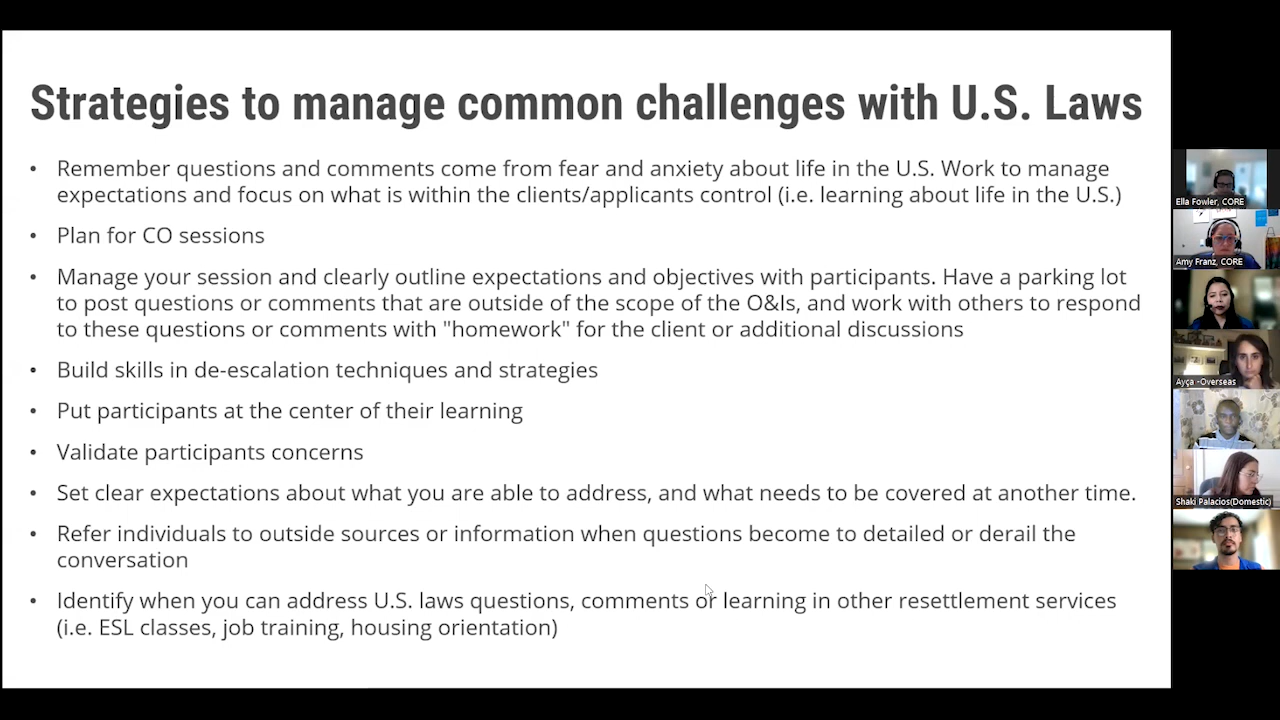 Strategies to manage common challenges with U.S. Laws
• Remember questions and comments come from fear and anxiety about life in the U.S. Work to manage
expectations and focus on what is within the clients/applicants control (i.e. learning about life in the U.S.)
• Plan for CO sessions
• Manage your session and clearly outline expectations and objectives with participants. Have a parking lot
to post questions or comments that are outside of the scope of the O&Is, and work with others to respond
to these questions or comments with "homework" for the client or additional discussions
• Build skills in de-escalation techniques and strategies
• Put participants at the center of their learning
• Validate participants concerns
• Set clear expectations about what you are able to address, and what needs to be covered at another time.
• Refer individuals to outside sources or information when questions become to detailed or derail the
conversation
• Identify when you can address U.S. laws questions, comments or learning in other resettlement services
(i.e. ESL classes, job training, housing orientation)
Ella Fowler, CORE
Amy Franz, CORE
Ayça -Overseas
Shaki Palacios(Domestic)